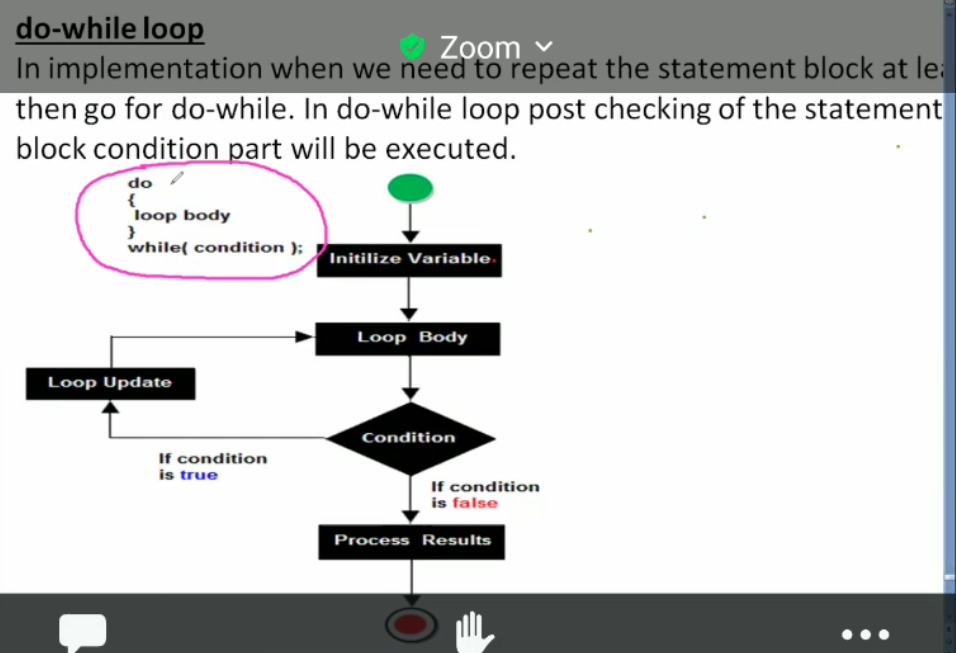 do-while loop
Zoom
In implementation when we need to repeat the statement block at
then go for do-while. In do-while loop post checking of the statement
block condition part will be executed.
do
{
loop body
}
while( condition );
Initilize Variable.
Loop Body
Loop Update
Condition
If condition
is true
If condition
is false
Process Results